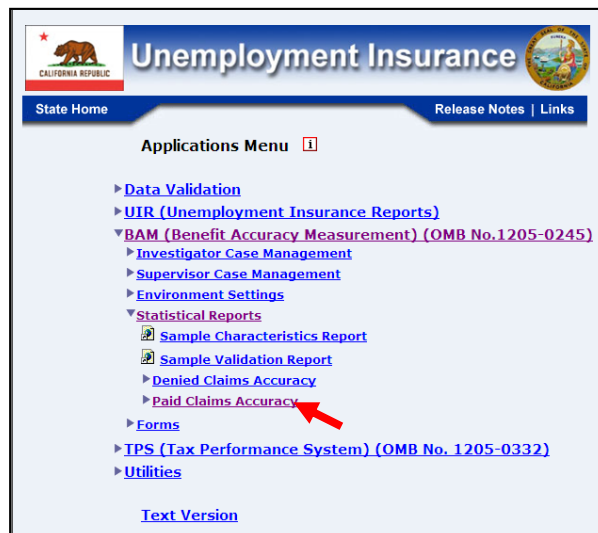 CALIFORNIA REPUBLIC
Unemployment Insurance
State Home
Release Notes | Links
Applications Menu i
Data Validation
UIR (Unemployment Insurance Reports)
BAM (Benefit Accuracy Measurement) (OMB No.1205-0245)
Investigator Case Management
Supervisor Case Management
Environment Settings
Statistical Reports
Sample Characteristics Report
Sample Validation Report
Denied Claims Accuracy
Paid Claims Accuracy
Forms
TPS (Tax Performance System) (OMB No. 1205-0332)
Utilities
Text Version